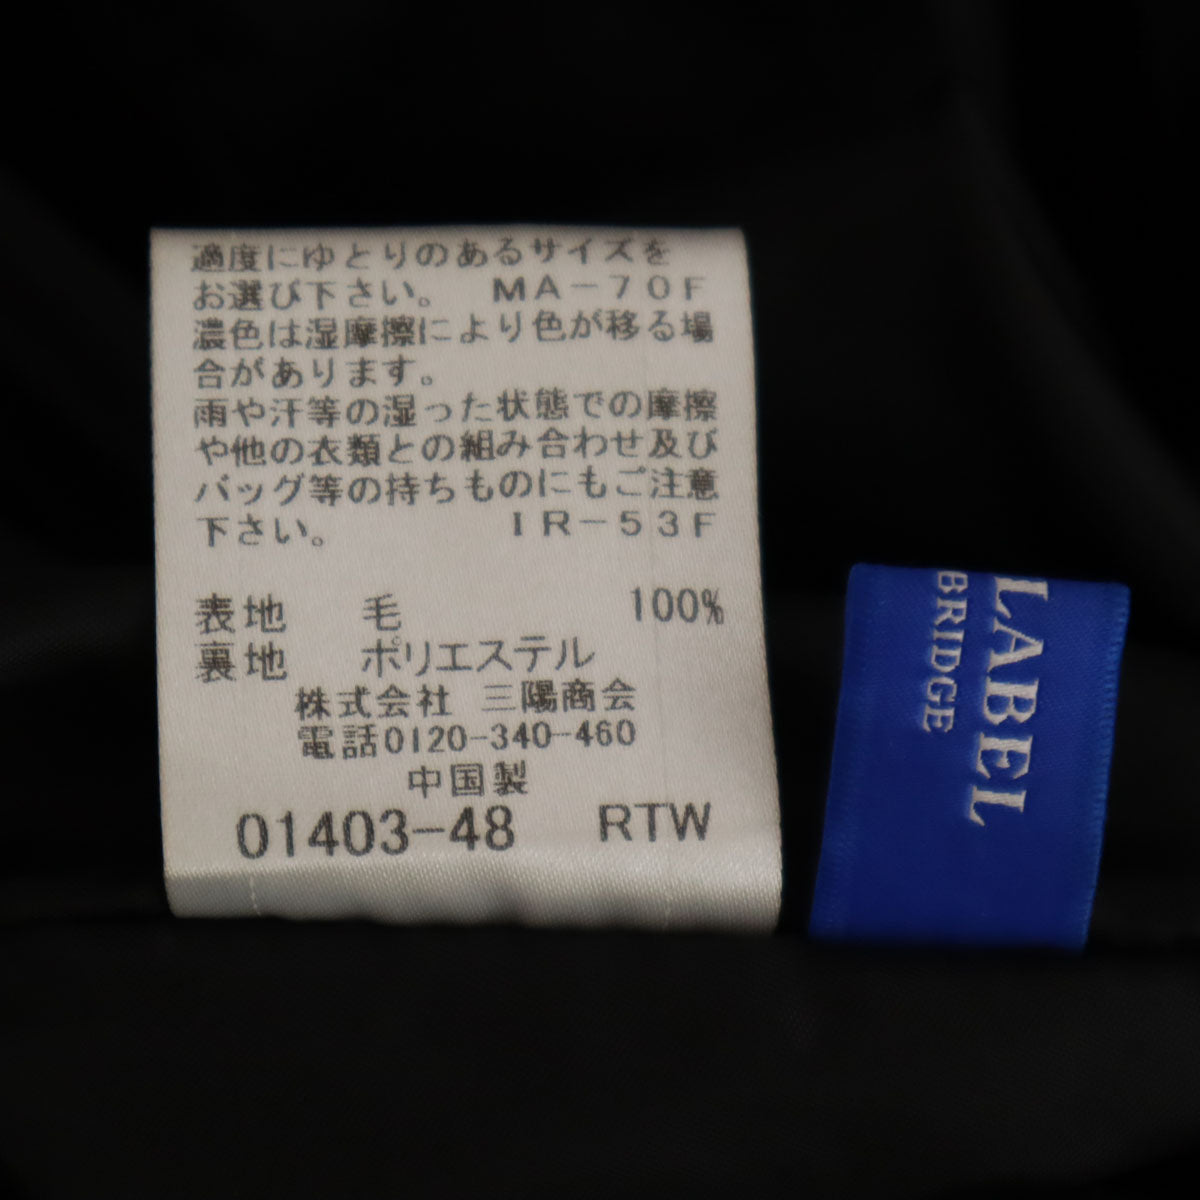 適度にゆとりのあるサイズを
お選び下さい。 MA-70F
濃色は湿摩擦により色が移る場
合があります。
雨や汗等の湿った状態での摩擦
や他の衣類との組み合わせ及び
バッグ等の持ちものにもご注意
下さい。 IR-53F
表地 毛 100%
裏地 ポリエステル
株式会社 三陽商会
電話0120-340-460
中国製
01403-48 RTW
LABEL
BRIDGE